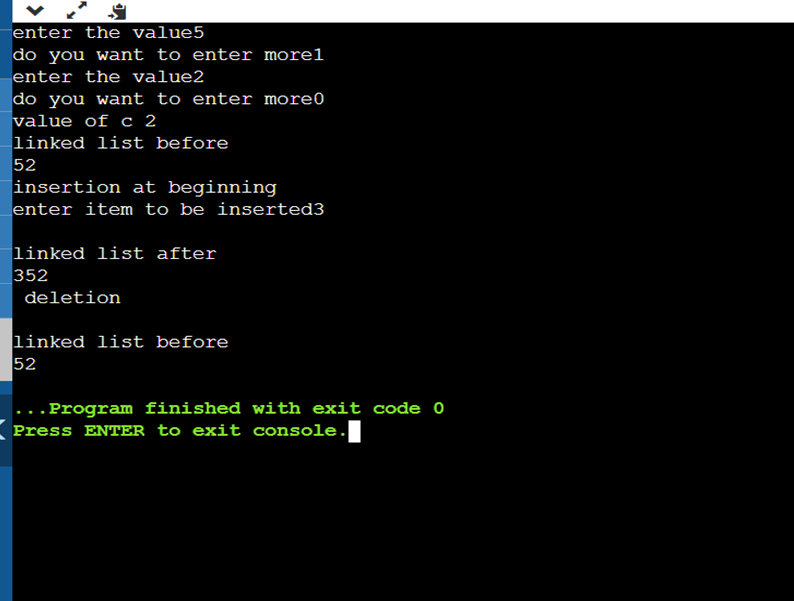 enter the value5
do you want to enter more1
enter the value2
do you want to enter more0
value of c 2
linked list before
52
insertion at beginning
enter item to be inserted3
linked list after
352
deletion
linked list before
52
...Program finished with exit code 0
Press ENTER to exit console.